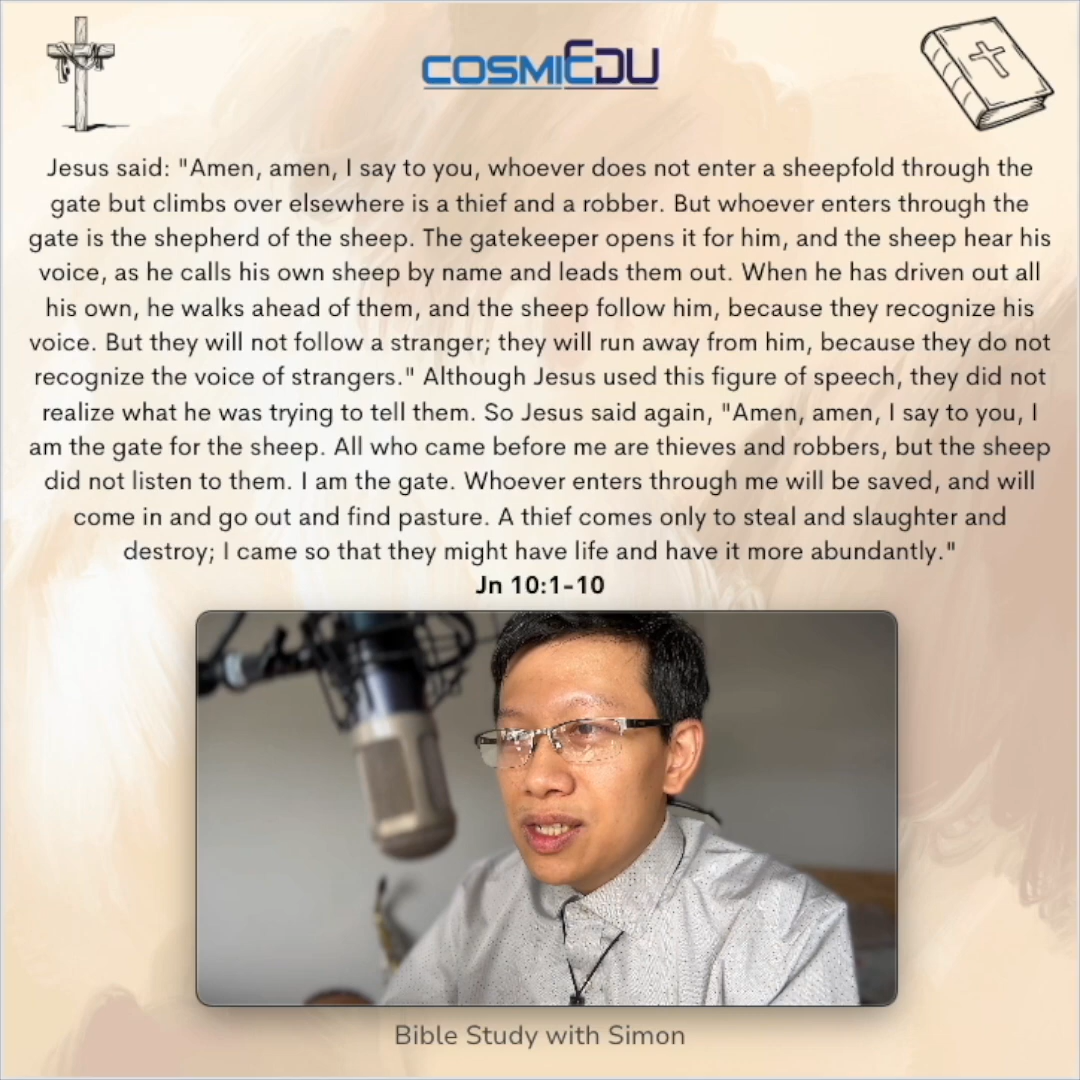 COSMIEDU
Jesus said: "Amen, amen, I say to you, whoever does not enter a sheepfold through the
gate but climbs over elsewhere is a thief and a robber. But whoever enters through the
gate is the shepherd of the sheep. The gatekeeper opens it for him, and the sheep hear his
voice, as he calls his own sheep by name and leads them out. When he has driven out all
his own, he walks ahead of them, and the sheep follow him, because they recognize his
voice. But they will not follow a stranger; they will run away from him, because they do not
recognize the voice of strangers." Although Jesus used this figure of speech, they did not
realize what he was trying to tell them. So Jesus said again, "Amen, amen, I say to you, I
am the gate for the sheep. All who came before me are thieves and robbers, but the sheep
did not listen to them. I am the gate. Whoever enters through me will be saved, and will
come in and go out and find pasture. A thief comes only to steal and slaughter and
destroy; I came so that they might have life and have it more abundantly."
Jn 10:1-10
Bible Study with Simon